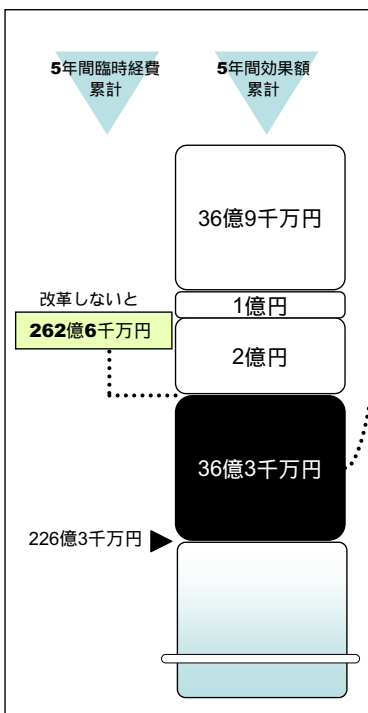 5年間臨時経費
累計
5年間効果額
累計
36億9千万円
改革しないと
1億円
262億6千万円
2億円
36億3千万円
226億3千万円